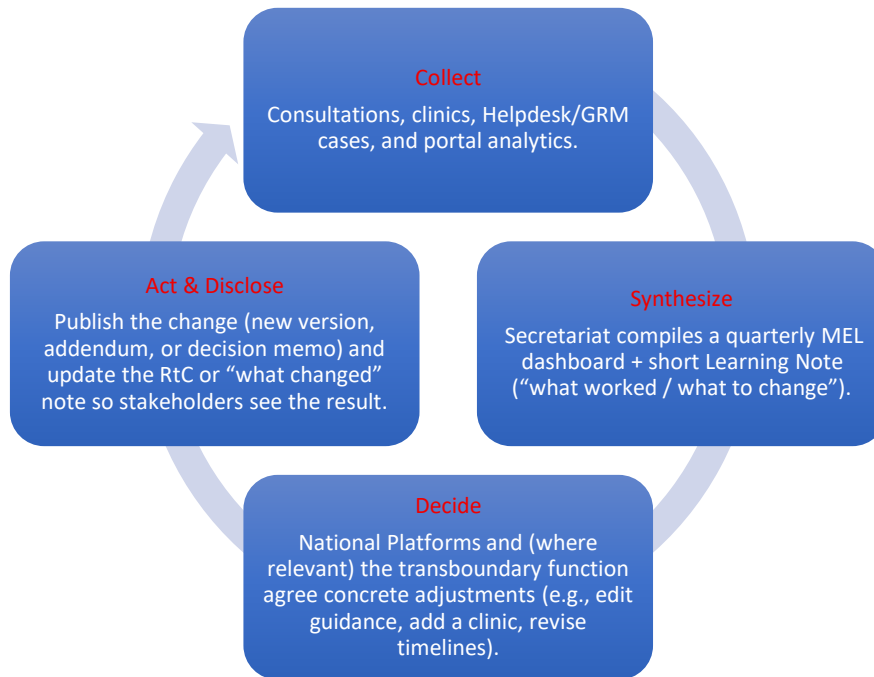 Collect
Consultations, clinics, Helpdesk/GRM
cases, and portal analytics.
Synthesize
Secretariat compiles a quarterly MEL
dashboard + short Learning Note
(“what worked / what to change”).
Decide
National Platforms and (where
relevant) the transboundary function
agree concrete adjustments (e.g., edit
guidance, add a clinic, revise
timelines).
Act & Disclose
Publish the change (new version,
addendum, or decision memo) and
update the RtC or “what changed”
note so stakeholders see the result.